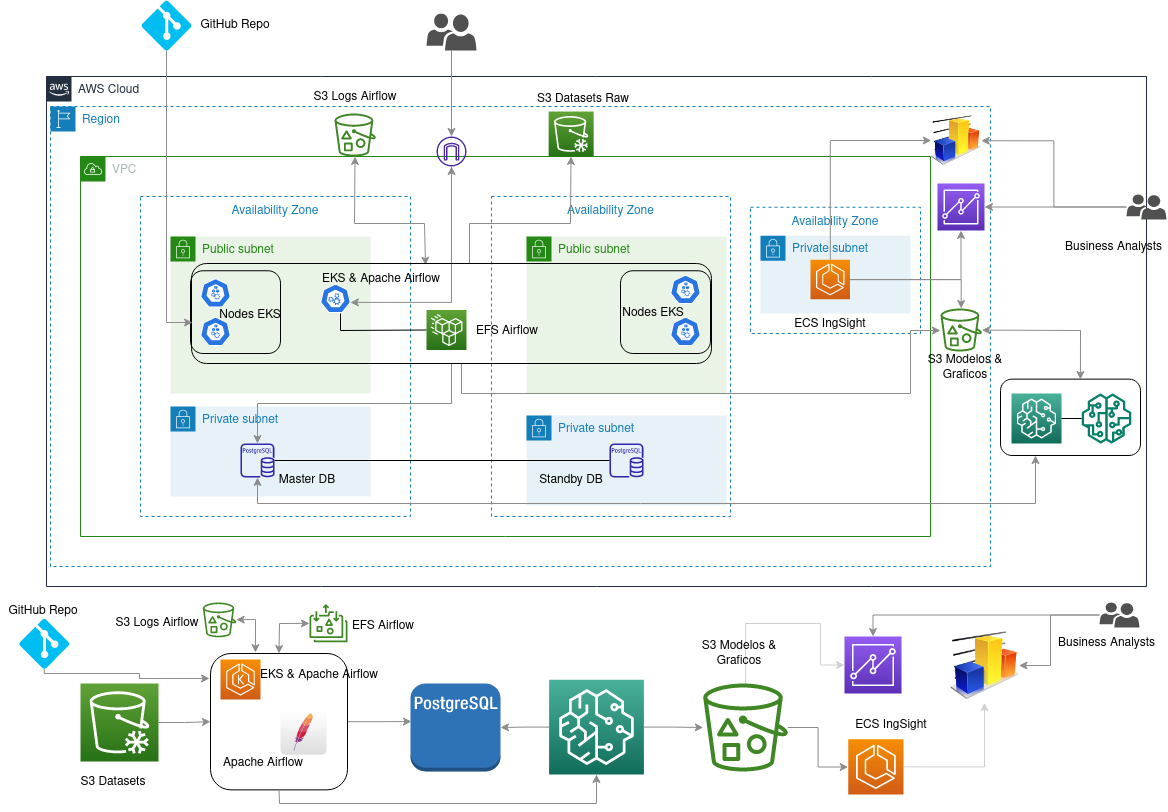 GitHub Repo
aws
AWS Cloud
S3 Logs Airflow
S3 Datasets Raw
Region
VPC
Availability Zone
Availability Zone
Availability Zone
Public subnet
Public subnet
Private subnet
Business Analysts
EKS & Apache Airflow
Nodes EKS
Nodes EKS
EFS Airflow
ECS IngSight
S3 Modelos &
Graficos
Private subnet
Private subnet
PostgreSQL
PostgreSQL
Master DB
Standby DB
GitHub Repo
S3 Logs Airflow
EFS Airflow
EKS & Apache Airflow
K
Apache Airflow
S3 Datasets
PostgreSQL
S3 Modelos &
Graficos
Business Analysts
ECS IngSight